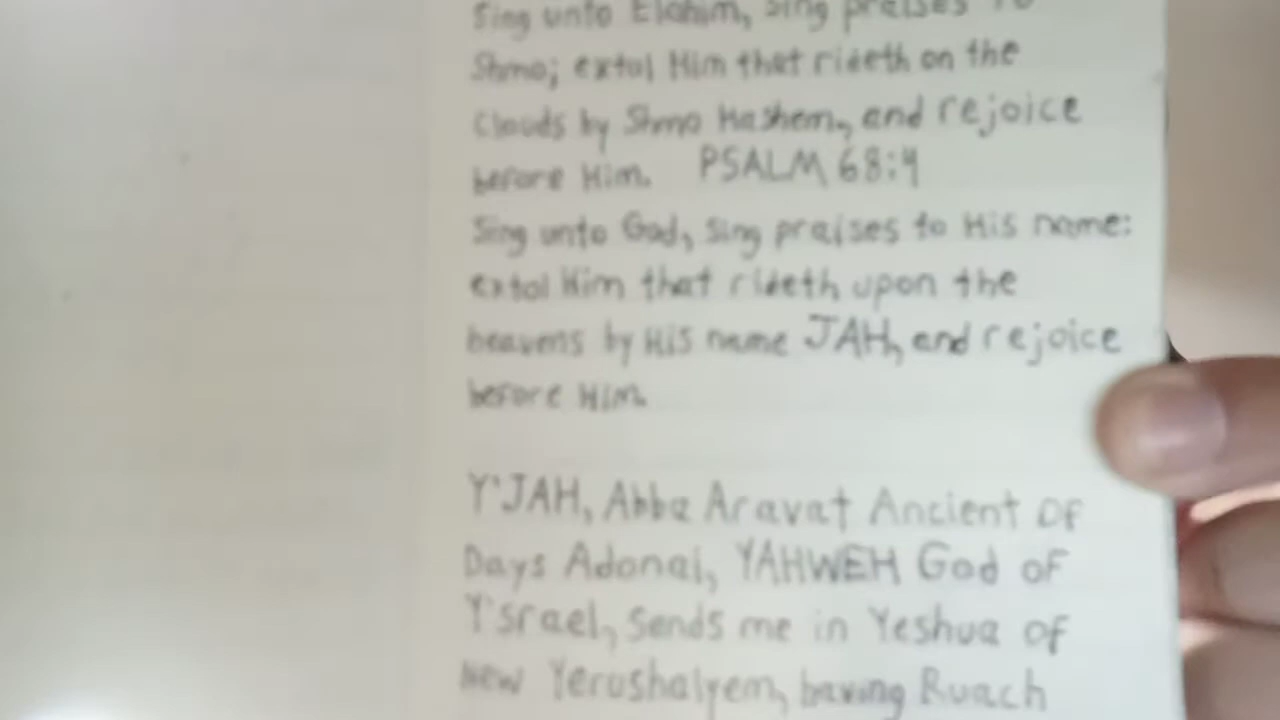 Sing unto Elohim, sing praises to
Shmo; extol Him that rideth on the
clouds by Shmo Hashem, and rejoice
before Him. PSALM 68:4
Sing unto God, sing praises to His name:
extol Him that rideth upon the
heavens by His name JAH, and rejoice
before Him.
Y'JAH, Abba Aravat Ancient Of
Days Adonai, YAHWEH God of
Y'srael, sends me in Yeshua of
New Yerushalyem, having Ruach